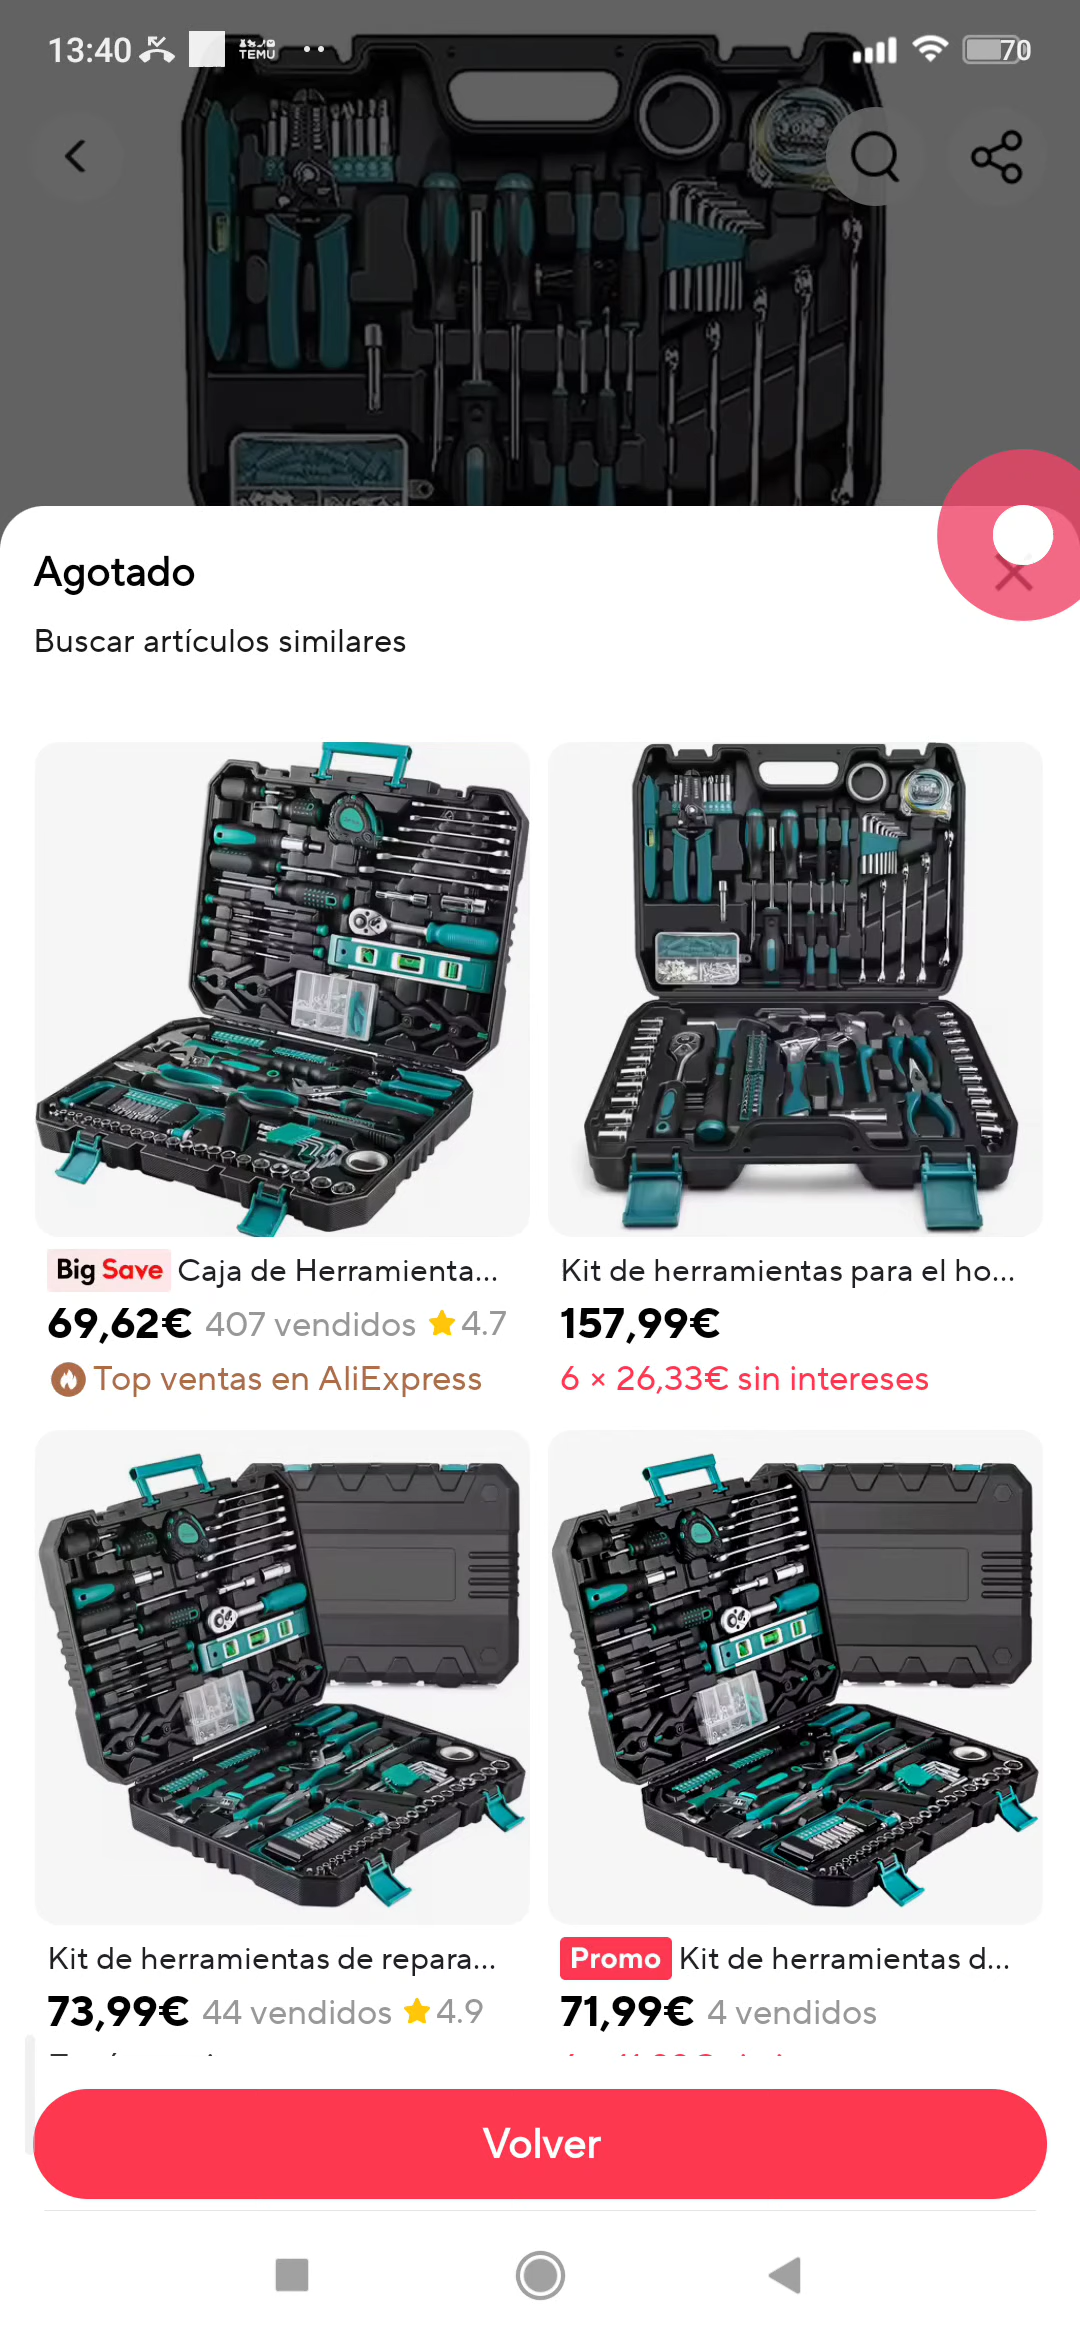 13:40
TEMU
70
Agotado
Buscar artículos similares
Big Save Caja de Herramienta...
69,62€ 407 vendidos 4.7
Top ventas en AliExpress
Kit de herramientas para el ho...
157,99€
6 × 26,33€ sin intereses
Kit de herramientas de repara...
73,99€ 44 vendidos 4.9
Promo Kit de herramientas d...
71,99€ 4 vendidos
Volver